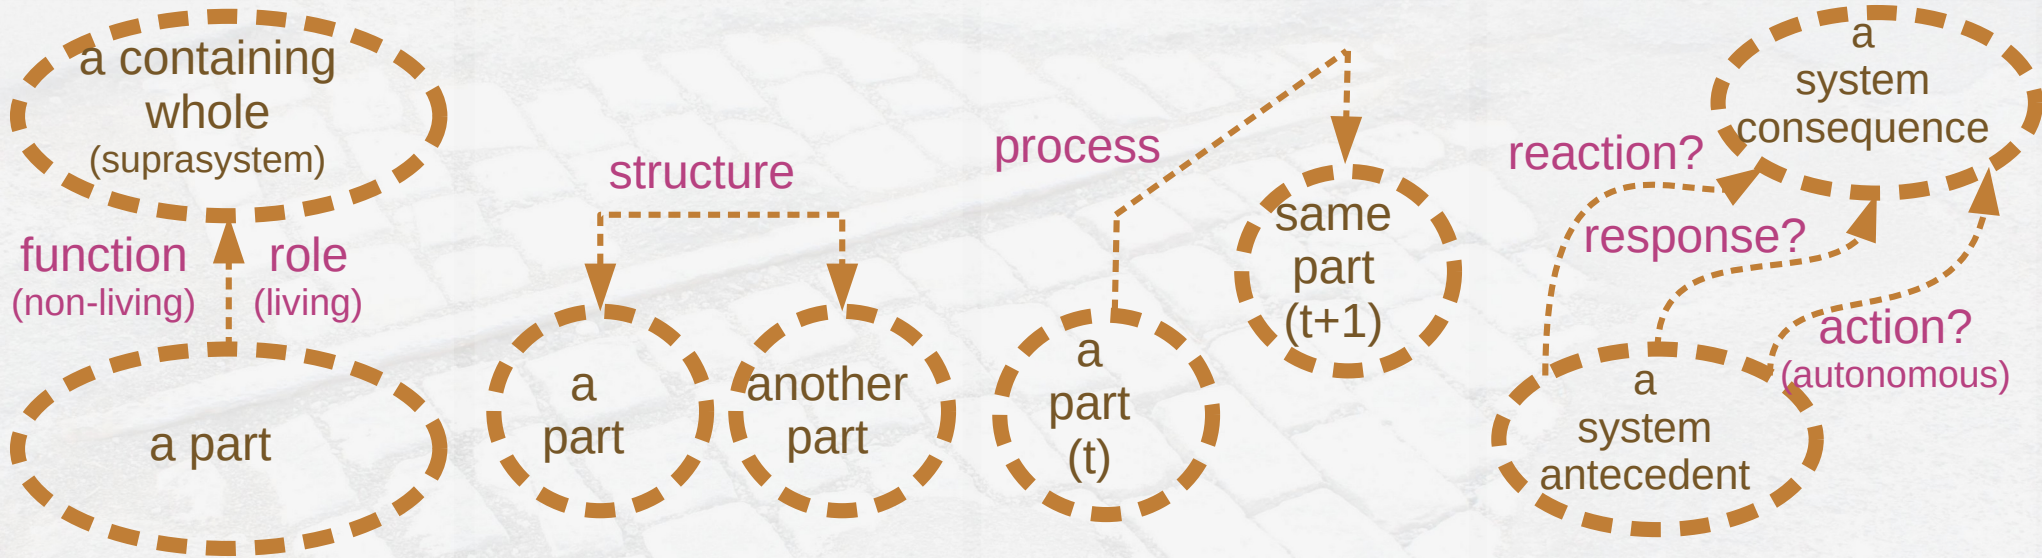 a containing
whole
(suprasystem)
function
(non-living)
role
(living)
a part
structure
a
part
another
part
process
a
part
(t)
same
part
(t+1)
a
system
consequence
reaction?
response?
action?
(autonomous)
a
system
antecedent